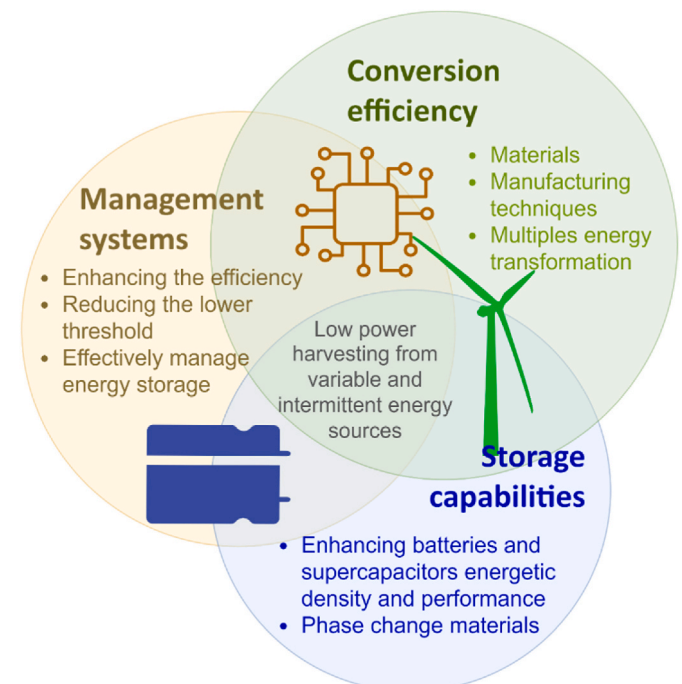 Conversion
efficiency
• Materials
• Manufacturing
techniques
• Multiples energy
transformation
Management
systems
• Enhancing the efficiency
• Reducing the lower
threshold
• Effectively manage
energy storage
Low power
harvesting from
variable and
intermittent energy
sources
Storage
capabilities
• Enhancing batteries and
supercapacitors energetic
density and performance
• Phase change materials